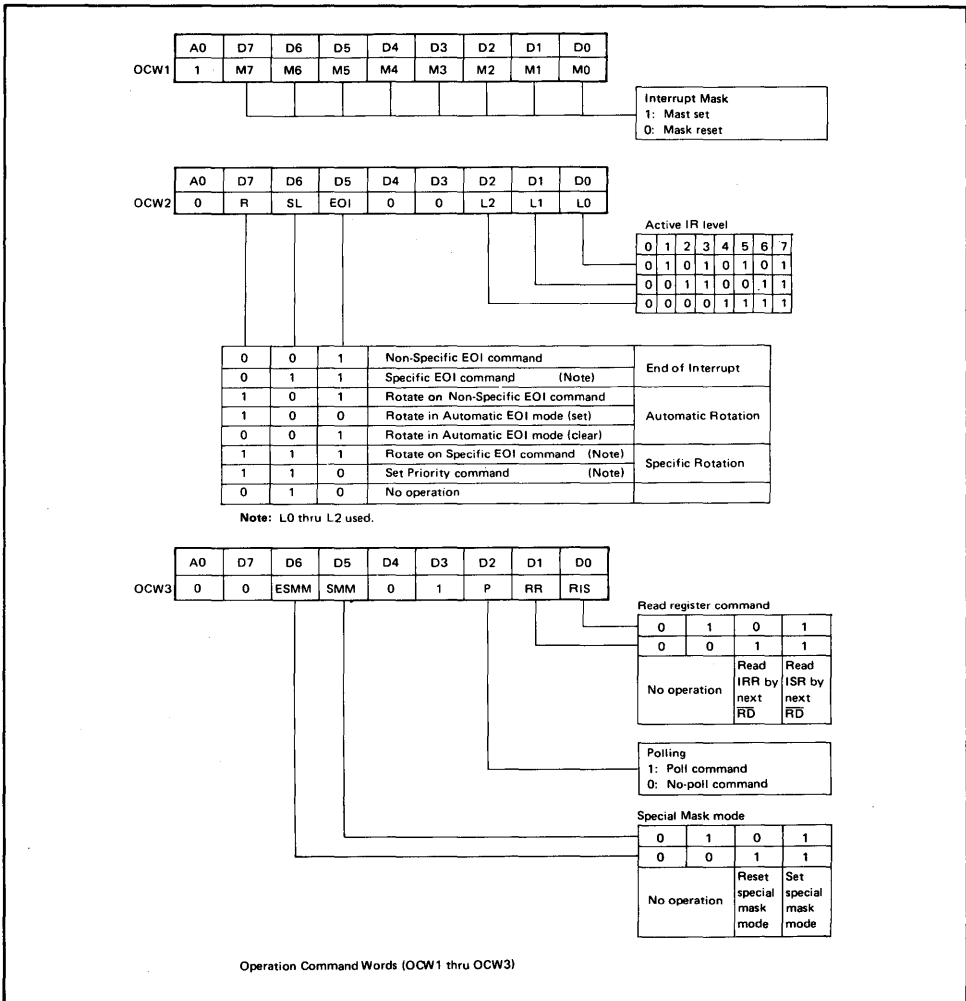 A0 D7 D6 D5 D4 D3 D2 D1 D0
OCW1 1 M7 M6 M5 M4 M3 M2 M1 M0
Interrupt Mask
1: Mast set
0: Mask reset
A0 D7 D6 D5 D4 D3 D2 D1 D0
OCW2 0 R SL EOI 0 0 L2 L1 L0
Active IR level
0 1 2 3 4 5 6 7
0 1 0 1 0 1 0 1
0 0 1 1 0 0 1 1
0 0 0 0 1 1 1 1
0 0 1 Non-Specific EOI command End of Interrupt
0 1 1 Specific EOI command (Note)
1 0 1 Rotate on Non-Specific EOI command
1 0 0 Rotate in Automatic EOI mode (set) Automatic Rotation
0 0 1 Rotate in Automatic EOI mode (clear)
1 1 1 Rotate on Specific EOI command (Note) Specific Rotation
1 1 0 Set Priority command (Note)
0 1 0 No operation
Note: L0 thru L2 used.
A0 D7 D6 D5 D4 D3 D2 D1 D0
OCW3 0 0 ESMM SMM 0 1 P RR RIS
Read register command
0 1 0 1
0 0 1 1
No operation Read IRR by next RD Read ISR by next RD
Polling
1: Poll command
0: No-poll command
Special Mask mode
0 1 0 1
0 0 1 1
No operation Reset special mask mode Set special mask mode
Operation Command Words (OCW1 thru OCW3)